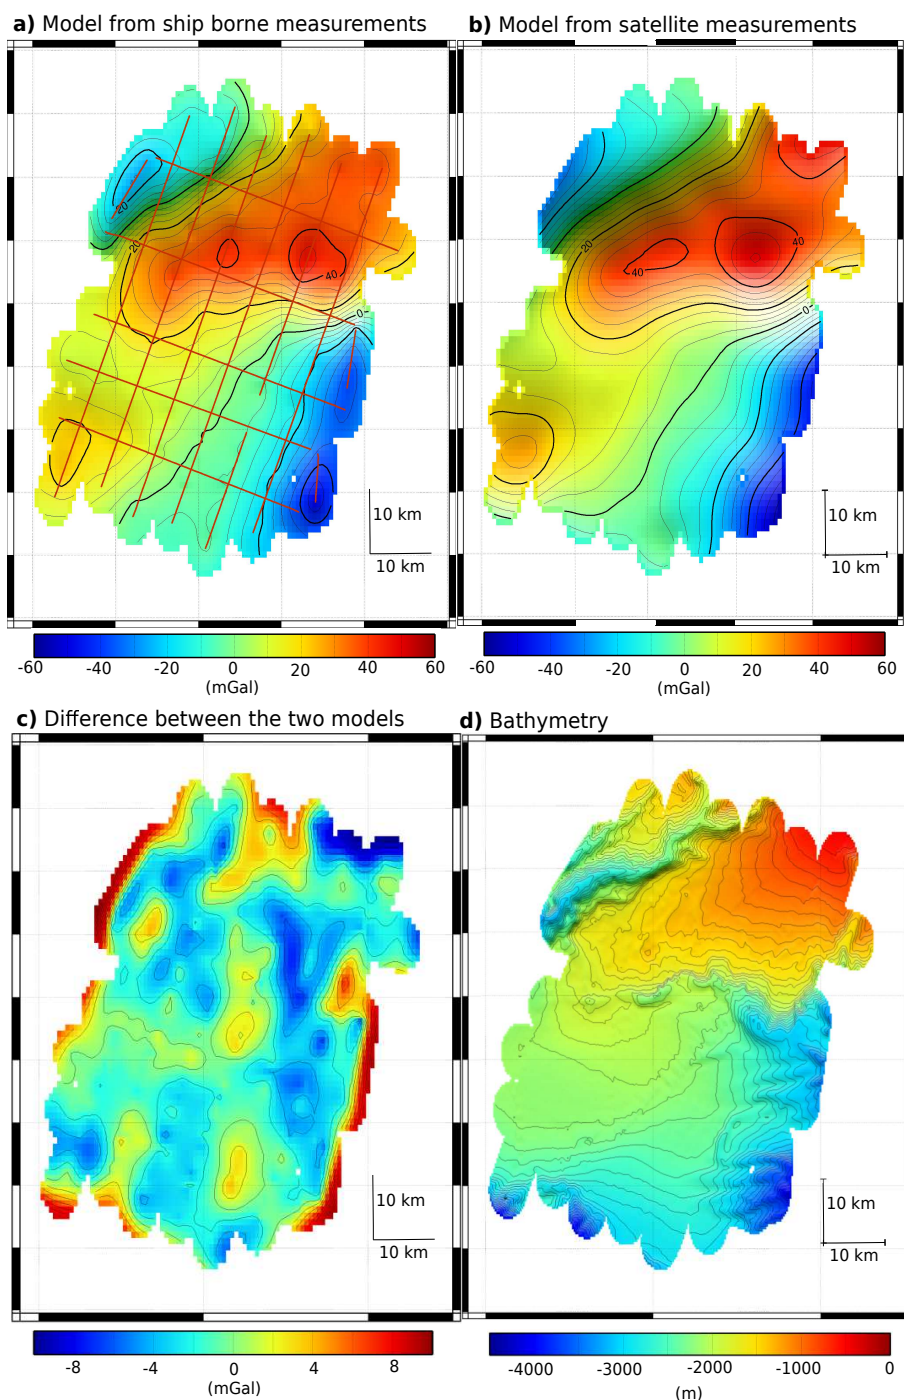 a) Model from ship borne measurements
b) Model from satellite measurements
-20
20
40
0
10 km
10 km
20
40
40
0
10 km
10 km
-60 -40 -20 0 20 40 60
(mGal)
-60 -40 -20 0 20 40 60
(mGal)
c) Difference between the two models
d) Bathymetry
10 km
10 km
10 km
10 km
-8 -4 0 4 8
(mGal)
-4000 -3000 -2000 -1000 0
(m)